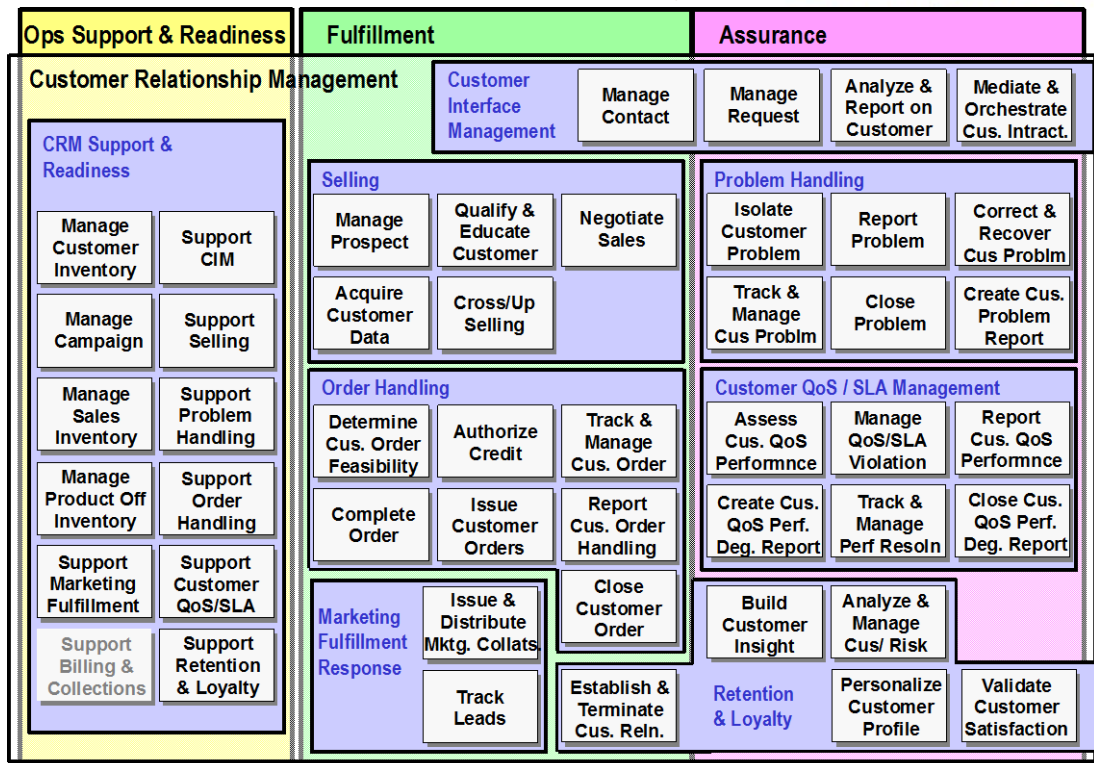 Ops Support & Readiness
Fulfillment
Assurance
Customer Relationship Management
Customer
Interface
Management
Manage
Contact
Manage
Request
Analyze &
Report on
Customer
Mediate &
Orchestrate
Cus. Intract.
CRM Support &
Readiness
Manage
Customer
Inventory
Support
CIM
Manage
Campaign
Support
Selling
Manage
Sales
Inventory
Support
Problem
Handling
Manage
Product Off
Inventory
Support
Order
Handling
Support
Marketing
Fulfillment
Support
Customer
QoS/SLA
Support
Billing &
Collections
Support
Retention
& Loyalty
Selling
Manage
Prospect
Qualify &
Educate
Customer
Negotiate
Sales
Acquire
Customer
Data
Cross/Up
Selling
Order Handling
Determine
Cus. Order
Feasibility
Authorize
Credit
Track &
Manage
Cus. Order
Complete
Order
Issue
Customer
Orders
Report
Cus. Order
Handling
Close
Customer
Order
Marketing
Fulfillment
Response
Issue &
Distribute
Mktg. Collats.
Track
Leads
Problem Handling
Isolate
Customer
Problem
Report
Problem
Correct &
Recover
Cus Problm
Track &
Manage
Cus Problm
Close
Problem
Create Cus.
Problem
Report
Customer QoS / SLA Management
Assess
Cus. QoS
Performnce
Manage
QoS/SLA
Violation
Report
Cus. QoS
Performnce
Create Cus.
QoS Perf.
Deg. Report
Track &
Manage
Perf Resoln
Close Cus.
QoS Perf.
Deg. Report
Retention
& Loyalty
Build
Customer
Insight
Analyze &
Manage
Cus/ Risk
Establish &
Terminate
Cus. Reln.
Personalize
Customer
Profile
Validate
Customer
Satisfaction